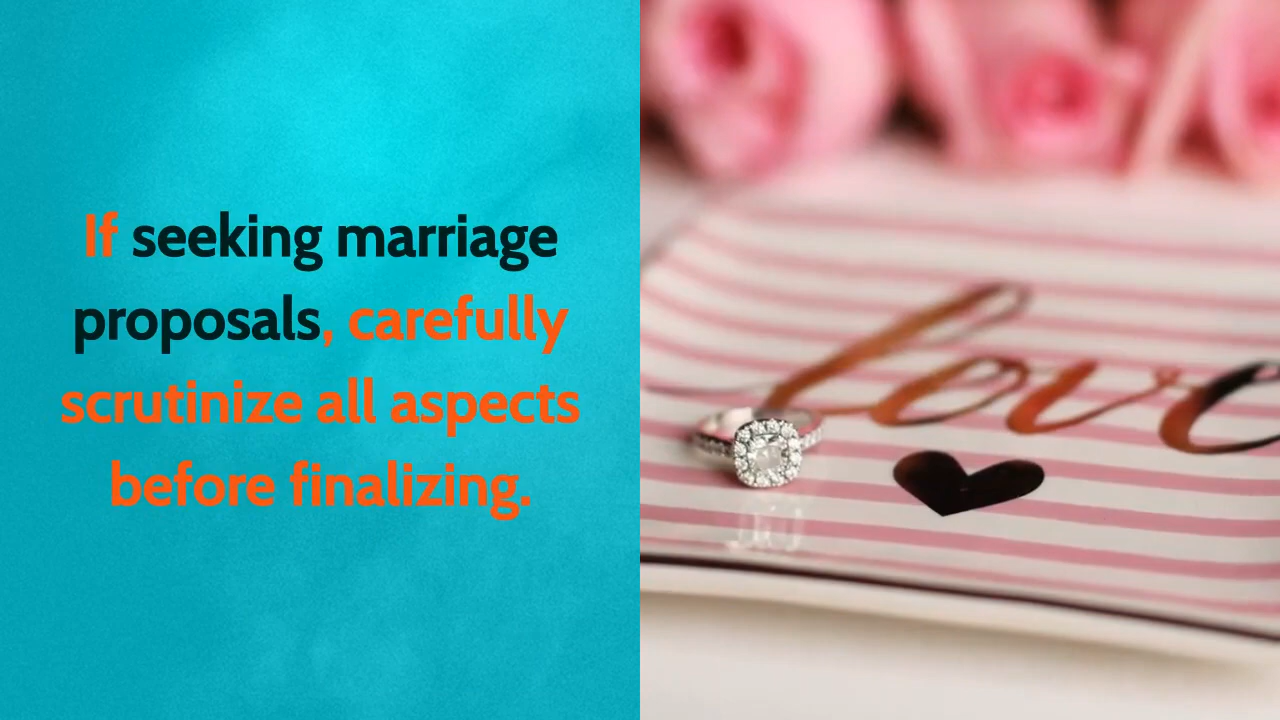 If seeking marriage
proposals, carefully
scrutinize all aspects
before finalizing.
love